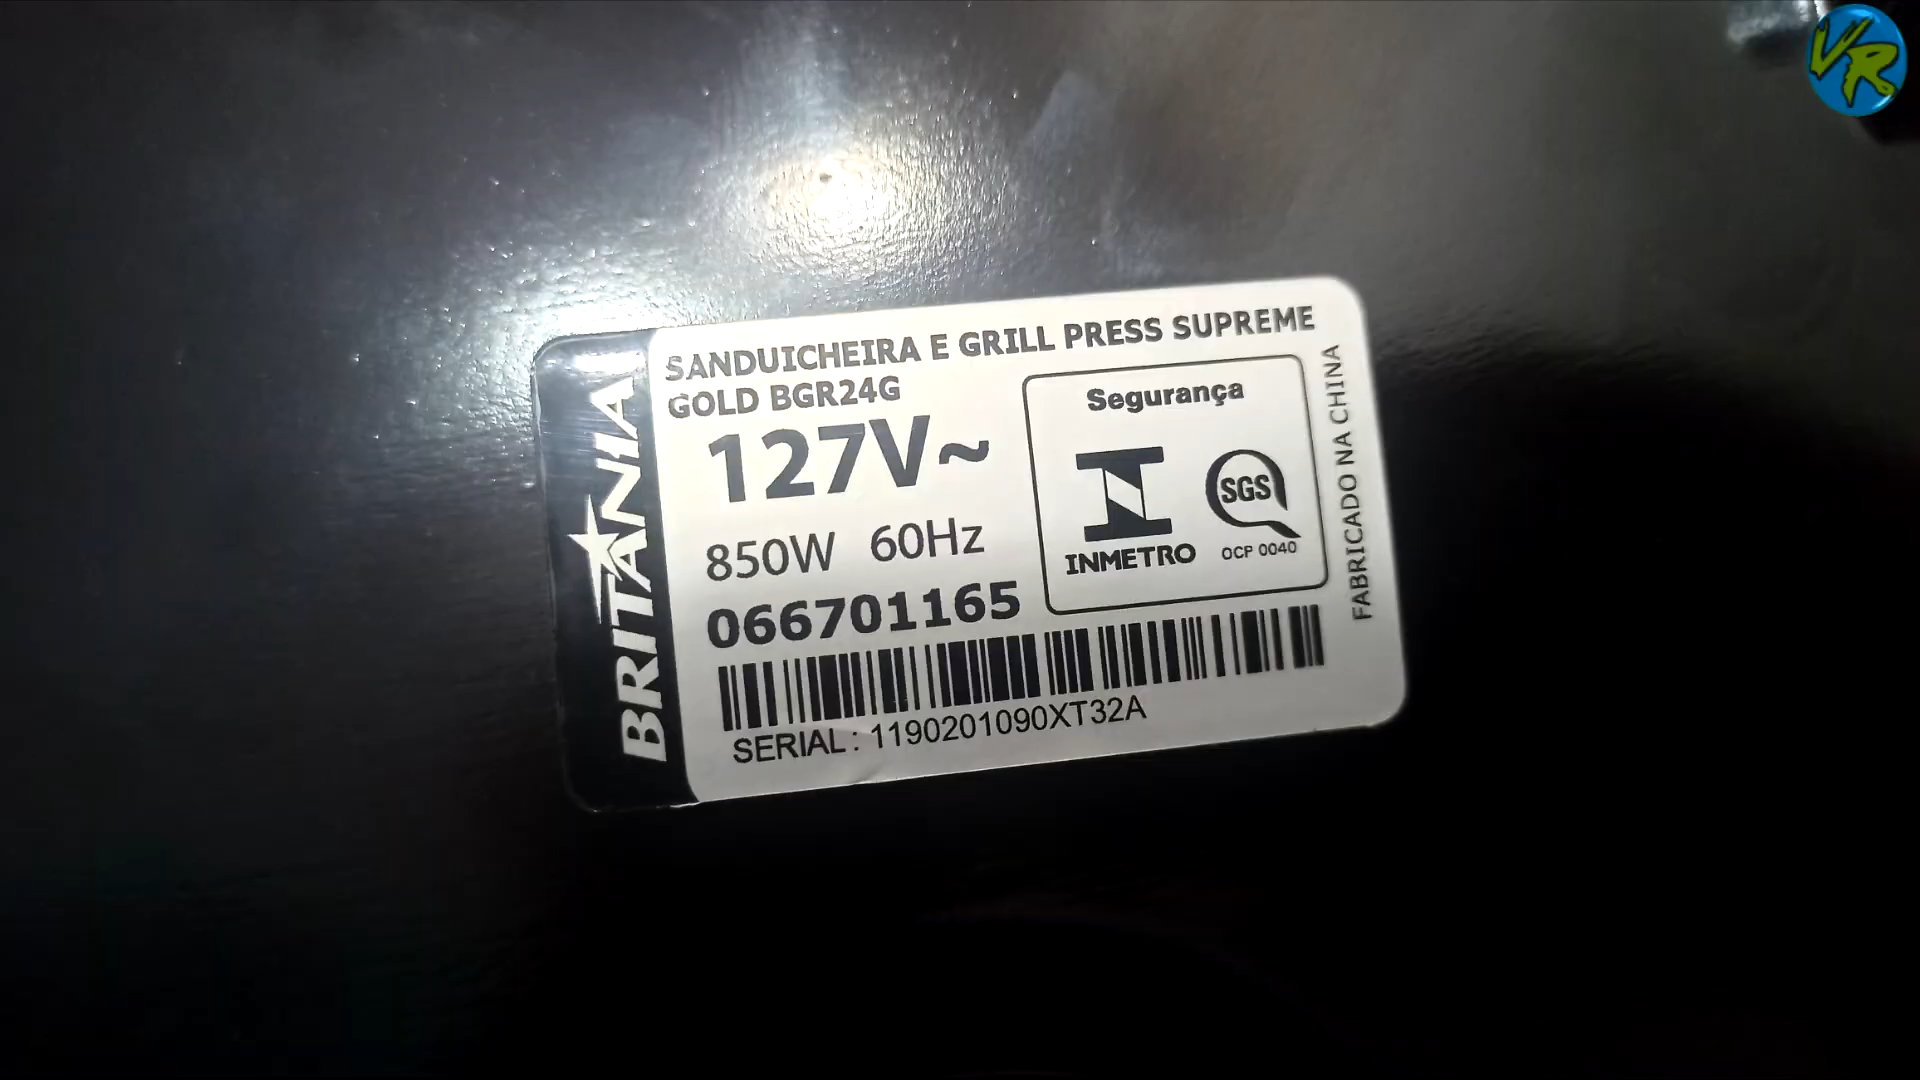 VR
BRITANIA
SANDUICHEIRA E GRILL PRESS SUPREME
GOLD BGR24G
127V~
850W 60Hz
066701165
SERIAL: 1190201090XT32A
Segurança
INMETRO
SGS
OCP 0040
FABRICADO NA CHINA